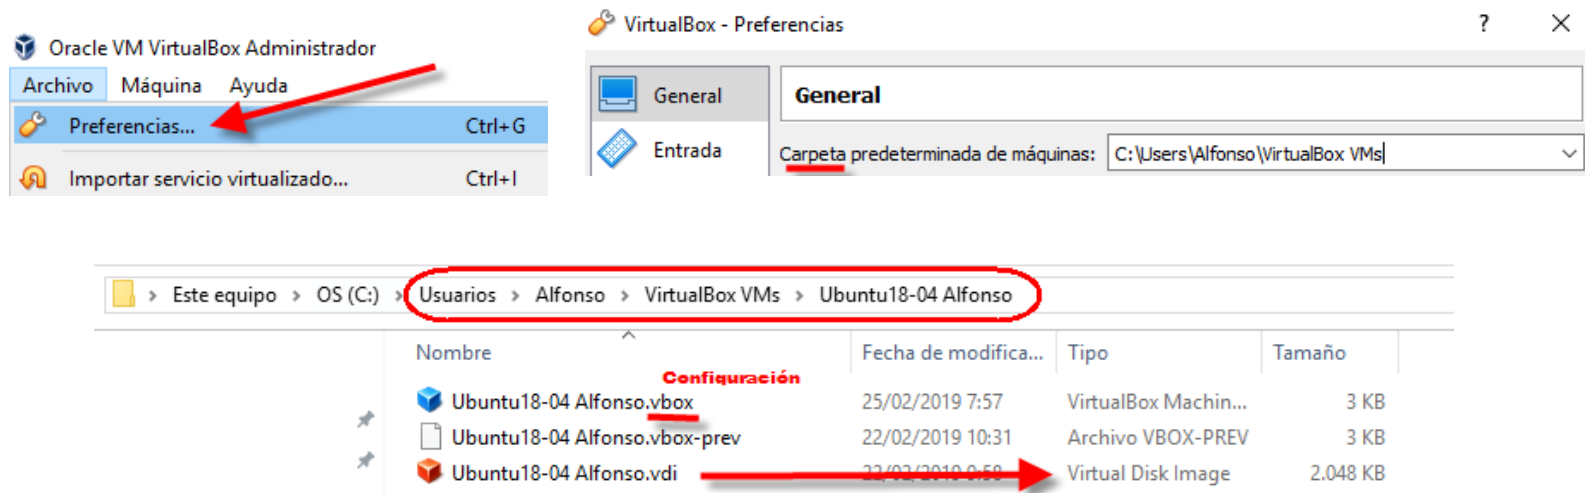 Oracle VM VirtualBox Administrador
Archivo Máquina Ayuda
Preferencias... Ctrl+G
Importar servicio virtualizado... Ctrl+I
VirtualBox - Preferencias ? ×
General
Entrada
General
Carpeta predeterminada de máquinas: C:\Users\Alfonso\VirtualBox VMs
Este equipo > OS (C:) > Usuarios > Alfonso > VirtualBox VMs > Ubuntu18-04 Alfonso
Nombre Fecha de modifica... Tipo Tamaño
Configuración
Ubuntu18-04 Alfonso.vbox 25/02/2019 7:57 VirtualBox Machin... 3 KB
Ubuntu18-04 Alfonso.vbox-prev 22/02/2019 10:31 Archivo VBOX-PREV 3 KB
Ubuntu18-04 Alfonso.vdi Virtual Disk Image 2.048 KB